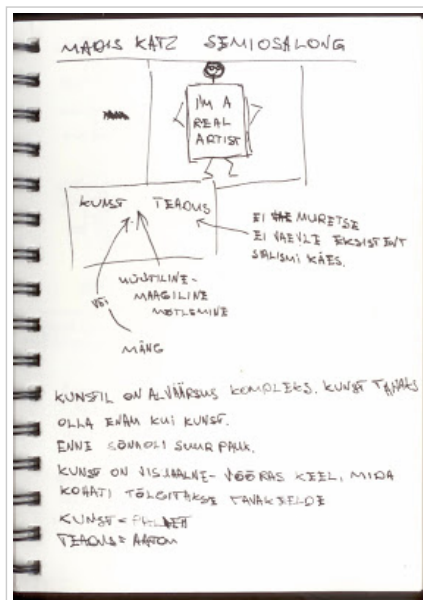 MADIS KATZ SEMIOSALONG
I'M A
REAL
ARTIST
KUNST TEADUS
EI MURETSE
EI VAEVLE EKSISTENT
SIALISMI KÄES.
MÜÜTILINE-
MAAGILINE
MÕTLEMINE
VÕI
MÄNG
KUNSTIL ON ALVÄÄRSUS KOMPLEKS. KUNST TAHAKS
OLLA ENAM KUI KUNST.
ENNE SÕNA OLI SUUR PAUK.
KUNST ON VISUAALNE- VÕÕRAS KEEL, MIDA
KOHATI TÕLGITAKSE TAVAKEELDE
KUNST =
TEADUS = AATOM